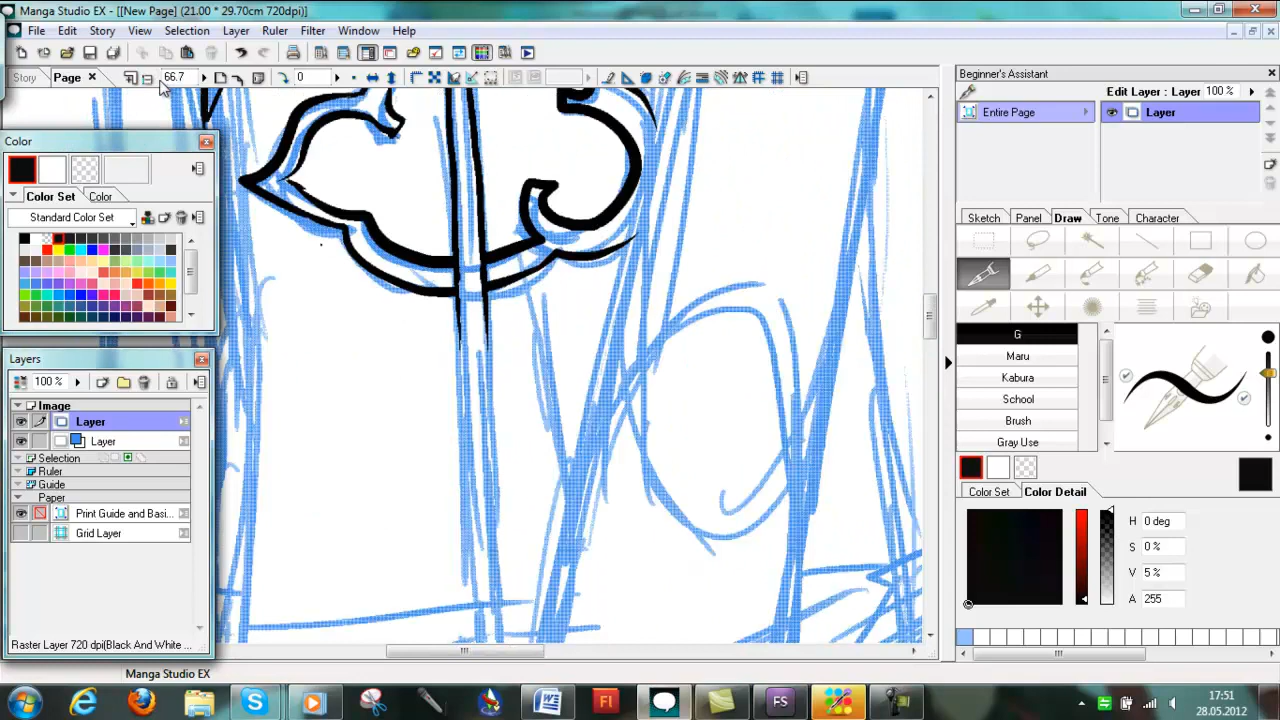 Manga Studio EX - [[New Page] (21.00 * 29.70cm 720dpi)]
File Edit Story View Selection Layer Ruler Filter Window Help
Story Page 66.7 0
Beginner's Assistant
Edit Layer : Layer 100 %
Entire Page Layer
Color
Color Set Color
Standard Color Set
Sketch Panel Draw Tone Character
G
Maru
Kabura
School
Brush
Gray Use
Layers
100 %
Image
Layer
Layer
Selection
Ruler
Guide
Paper
Print Guide and Basi...
Grid Layer
Color Set Color Detail
H 0 deg
S 0 %
V 5 %
A 255
Raster Layer 720 dpi(Black And White ...
Manga Studio EX
17:51
28.05.2012
W Fl FS